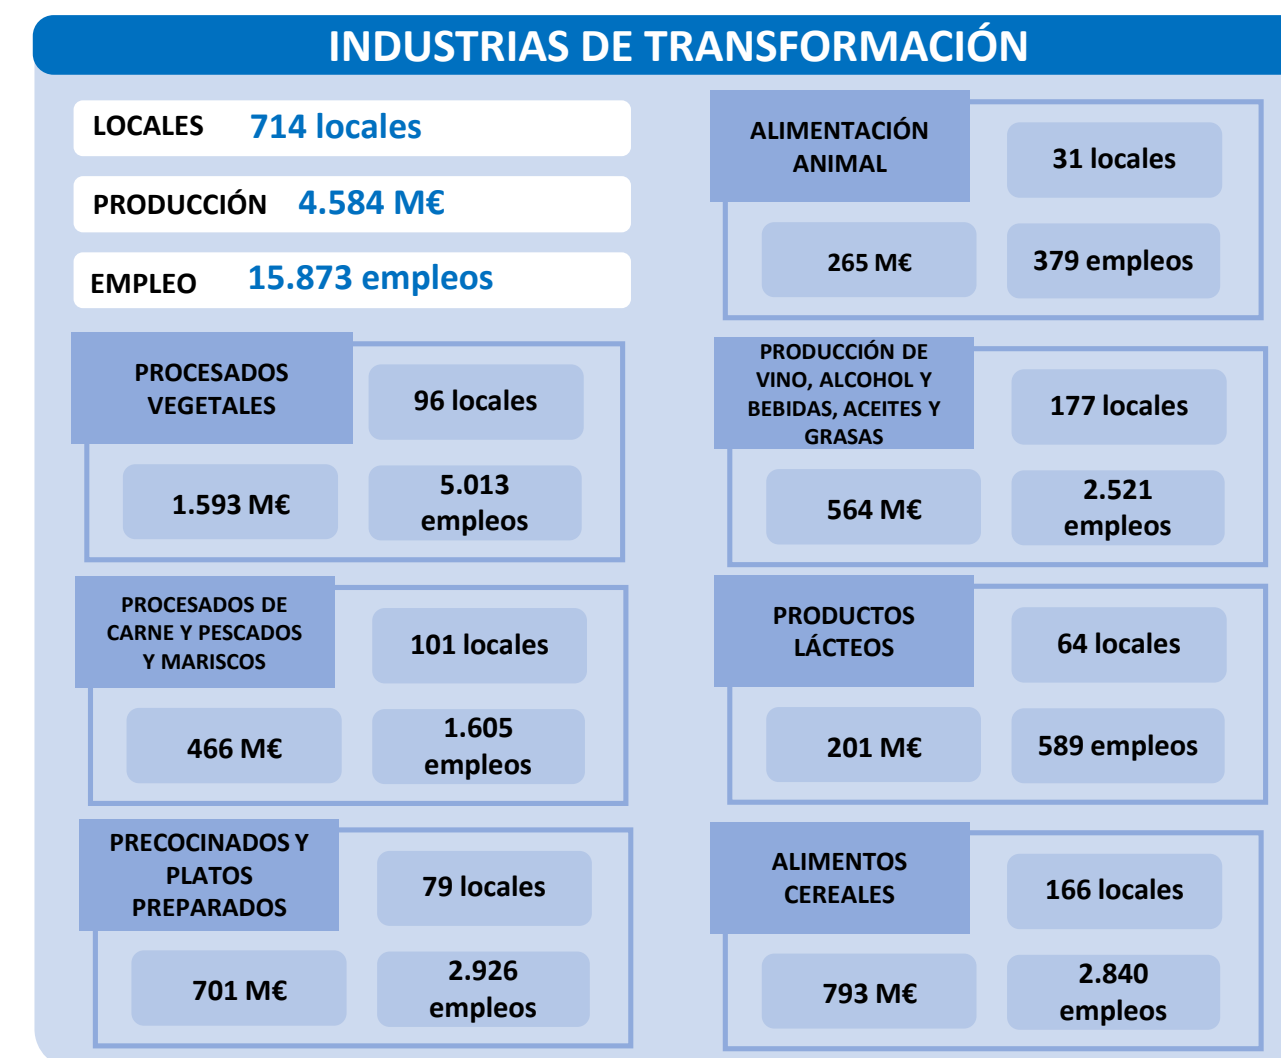 INDUSTRIAS DE TRANSFORMACIÓN
LOCALES 714 locales
PRODUCCIÓN 4.584 M€
EMPLEO 15.873 empleos
PROCESADOS
VEGETALES
96 locales
1.593 M€
5.013
empleos
PROCESADOS DE
CARNE Y PESCADOS
Y MARISCOS
101 locales
466 M€
1.605
empleos
PRECOCINADOS Y
PLATOS
PREPARADOS
79 locales
701 M€
2.926
empleos
ALIMENTACIÓN
ANIMAL
31 locales
265 M€
379 empleos
PRODUCCIÓN DE
VINO, ALCOHOL Y
BEBIDAS, ACEITES Y
GRASAS
177 locales
564 M€
2.521
empleos
PRODUCTOS
LÁCTEOS
64 locales
201 M€
589 empleos
ALIMENTOS
CEREALES
166 locales
793 M€
2.840
empleos